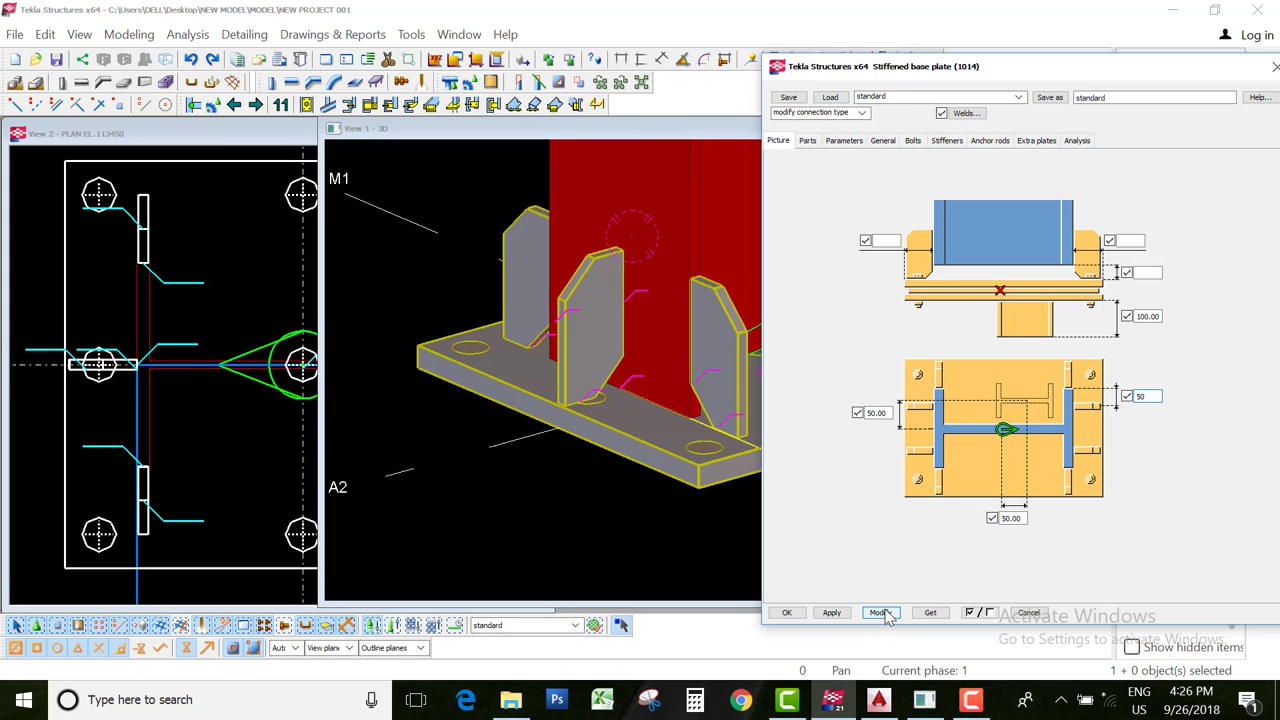 Tekla Structures x64 - C:\Users\DELL\Desktop\NEW MODEL\MODEL\NEW PROJECT 001
File Edit View Modeling Analysis Detailing Drawings & Reports Tools Window Help
Log in
View 2 - PLAN EL..113450
View 1 - 3D
M1
A2
Tekla Structures x64 Stiffened base plate (1014)
Save Load standard Save as standard Help...
modify connection type Welds...
Picture Parts Parameters General Bolts Stiffeners Anchor rods Extra plates Analysis
100.00
50
50.00
50.00
OK Apply Modify Get / Cancel
Activate Windows
Go to Settings to activate Windows.
standard
View plane Outline planes
Show hidden items
0 Pan Current phase: 1 1 + 0 object(s) selected
Type here to search
21
ENG
US
4:26 PM
9/26/2018
1